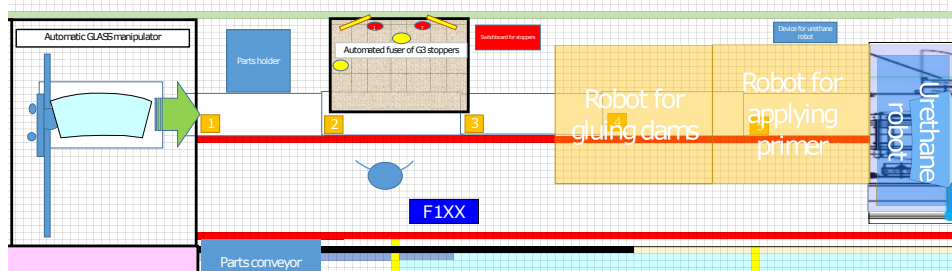 Automatic GLASS manipulator
Parts holder
Automated fuser of G3 stoppers
Switchboard for stoppers
Device for urethane
robot
Robot for
gluing dams
Robot for
applying
primer
Urethane
robot
1
2
3
4
5
F1XX
Parts conveyor